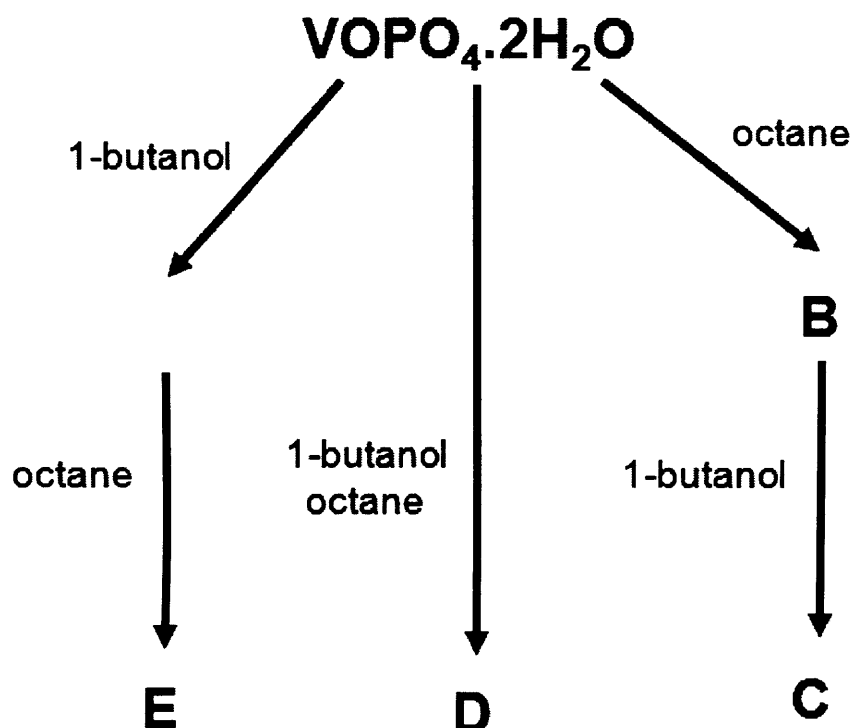 VOPO₄.2H₂O
1-butanol
octane
B
octane
1-butanol
octane
1-butanol
E
D
C